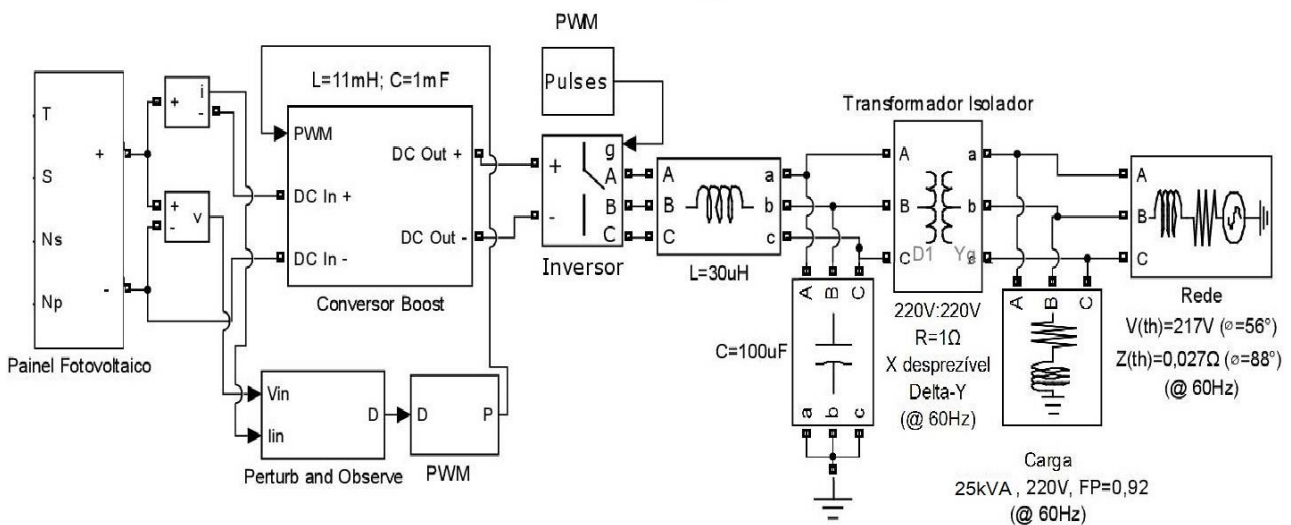 PWM
Pulses
L=11mH; C=1mF
PWM
DC In +
DC In -
DC Out +
DC Out -
Conversor Boost
T
S
Ns
Np
+
-
Painel Fotovoltaico
+
-
i
+
-
v
Vin
Iin
D
Perturb and Observe
D
P
PWM
+
-
g
A
B
C
Inversor
A
B
C
a
b
c
L=30uH
A
B
C
a
b
c
C=100uF
Transformador Isolador
A
B
C
D1
Yg
a
b
220V:220V
R=1Ω
X desprezível
Delta-Y
(@ 60Hz)
A
B
C
Carga
25kVA , 220V, FP=0,92
(@ 60Hz)
A
B
C
Rede
V(th)=217V (ø=56°)
Z(th)=0,027Ω (ø=88°)
(@ 60Hz)